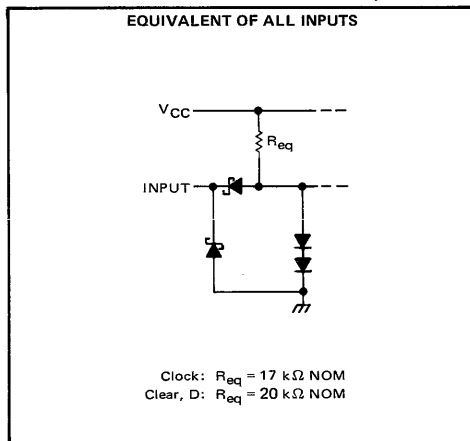 EQUIVALENT OF ALL INPUTS
VCC
Req
INPUT
Clock: Req = 17 kΩ NOM
Clear, D: Req = 20 kΩ NOM